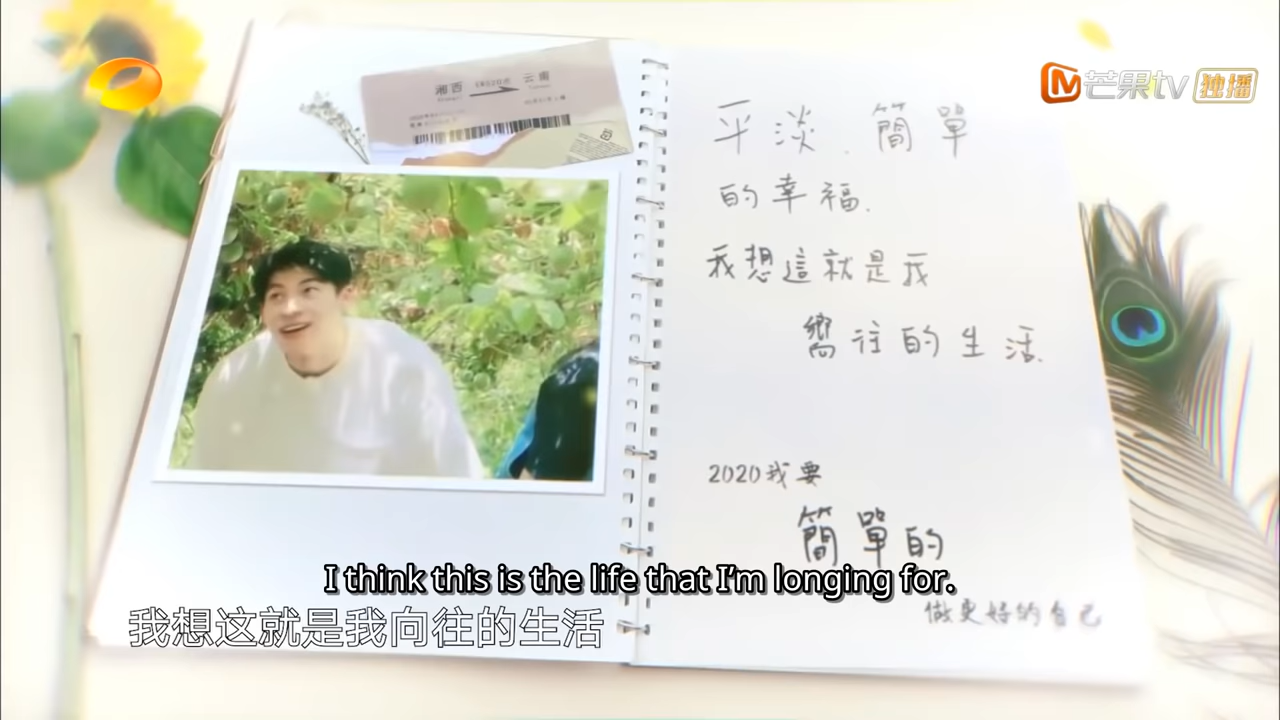 芒果tv 独播
湘西 云南
平淡、簡單
的幸福.
我想這就是我
嚮往的生活.
2020我要
簡單的
做更好的自己
I think this is the life that I'm longing for.
我想这就是我向往的生活